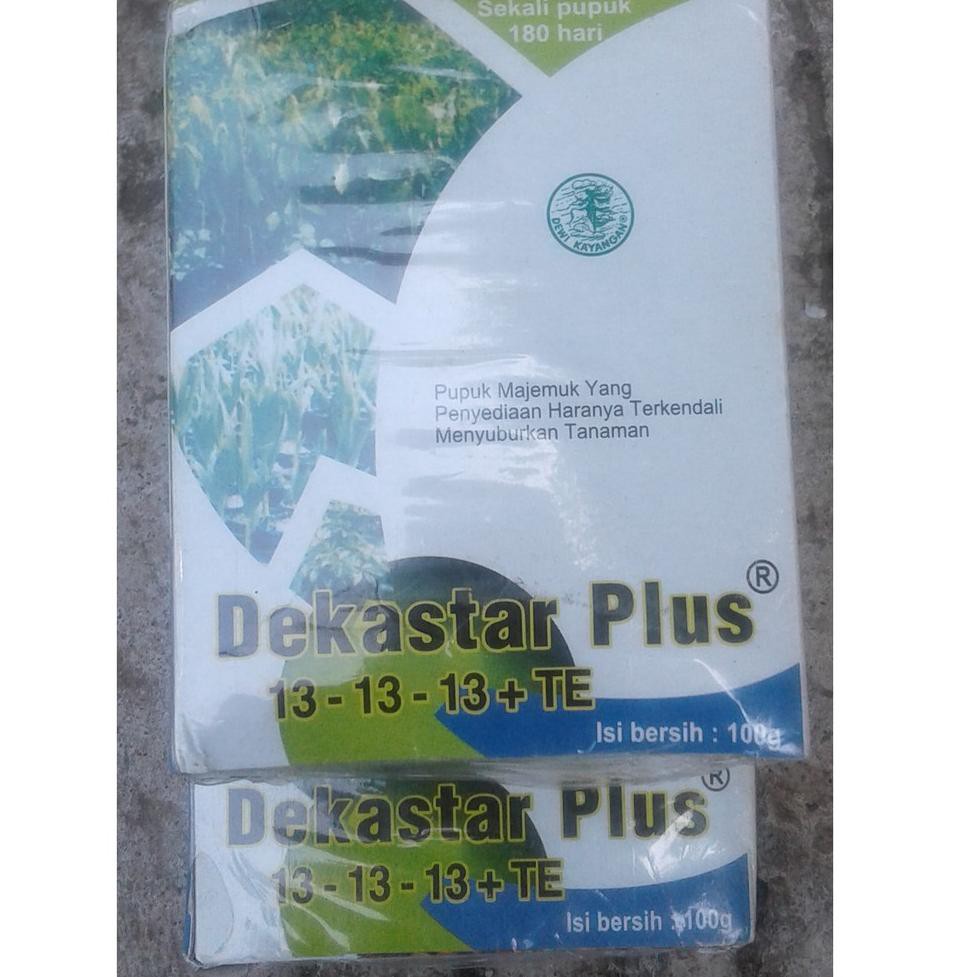 Sekali pupuk
180 hari
DEWI KAYANGAN®
Pupuk Majemuk Yang
Penyediaan Haranya Terkendali
Menyuburkan Tanaman
Dekastar Plus®
13 - 13 - 13 + TE
Isi bersih : 100g
Dekastar Plus®
13 - 13 - 13 + TE
Isi bersih : 100g